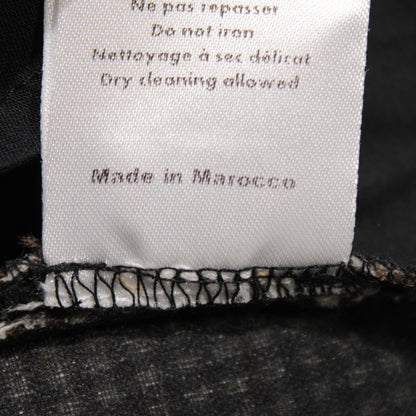 Ne pas repasser
Do not iron
Nettoyage à sec délicat
Dry cleaning allowed
Made in Marocco